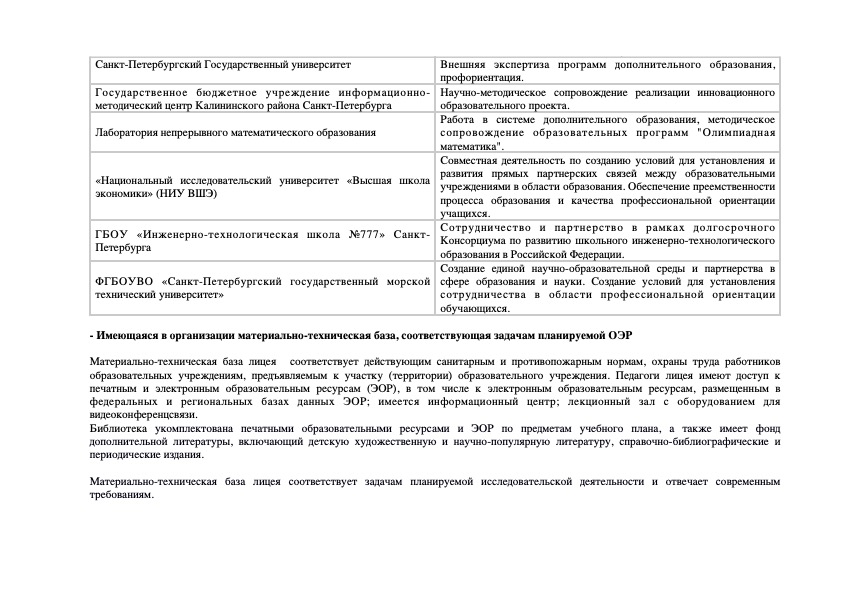 Санкт-Петербургский Государственный университет
Внешняя экспертиза программ дополнительного образования,
профориентация.
Государственное бюджетное учреждение информационно-
методический центр Калининского района Санкт-Петербурга
Научно-методическое сопровождение реализации инновационного
образовательного проекта.
Лаборатория непрерывного математического образования
Работа в системе дополнительного образования, методическое
сопровождение образовательных программ "Олимпиадная
математика".
«Национальный исследовательский университет «Высшая школа
экономики» (НИУ ВШЭ)
Совместная деятельность по созданию условий для установления и
развития прямых партнерских связей между образовательными
учреждениями в области образования. Обеспечение преемственности
процесса образования и качества профессиональной ориентации
учащихся.
ГБОУ «Инженерно-технологическая школа №777» Санкт-
Петербурга
Сотрудничество и партнерство в рамках долгосрочного
Консорциума по развитию школьного инженерно-технологического
образования в Российской Федерации.
ФГБОУВО «Санкт-Петербургский государственный морской
технический университет»
Создание единой научно-образовательной среды и партнерства в
сфере образования и науки. Создание условий для установления
сотрудничества в области профессиональной ориентации
обучающихся.
- Имеющаяся в организации материально-техническая база, соответствующая задачам планируемой ОЭР
Материально-техническая база лицея соответствует действующим санитарным и противопожарным нормам, охраны труда работников
образовательных учреждениям, предъявляемым к участку (территории) образовательного учреждения. Педагоги лицея имеют доступ к
печатным и электронным образовательным ресурсам (ЭОР), в том числе к электронным образовательным ресурсам, размещенным в
федеральных и региональных базах данных ЭОР; имеется информационный центр; лекционный зал с оборудованием для
видеоконференцсвязи.
Библиотека укомплектована печатными образовательными ресурсами и ЭОР по предметам учебного плана, а также имеет фонд
дополнительной литературы, включающий детскую художественную и научно-популярную литературу, справочно-библиографические и
периодические издания.
Материально-техническая база лицея соответствует задачам планируемой исследовательской деятельности и отвечает современным
требованиям.